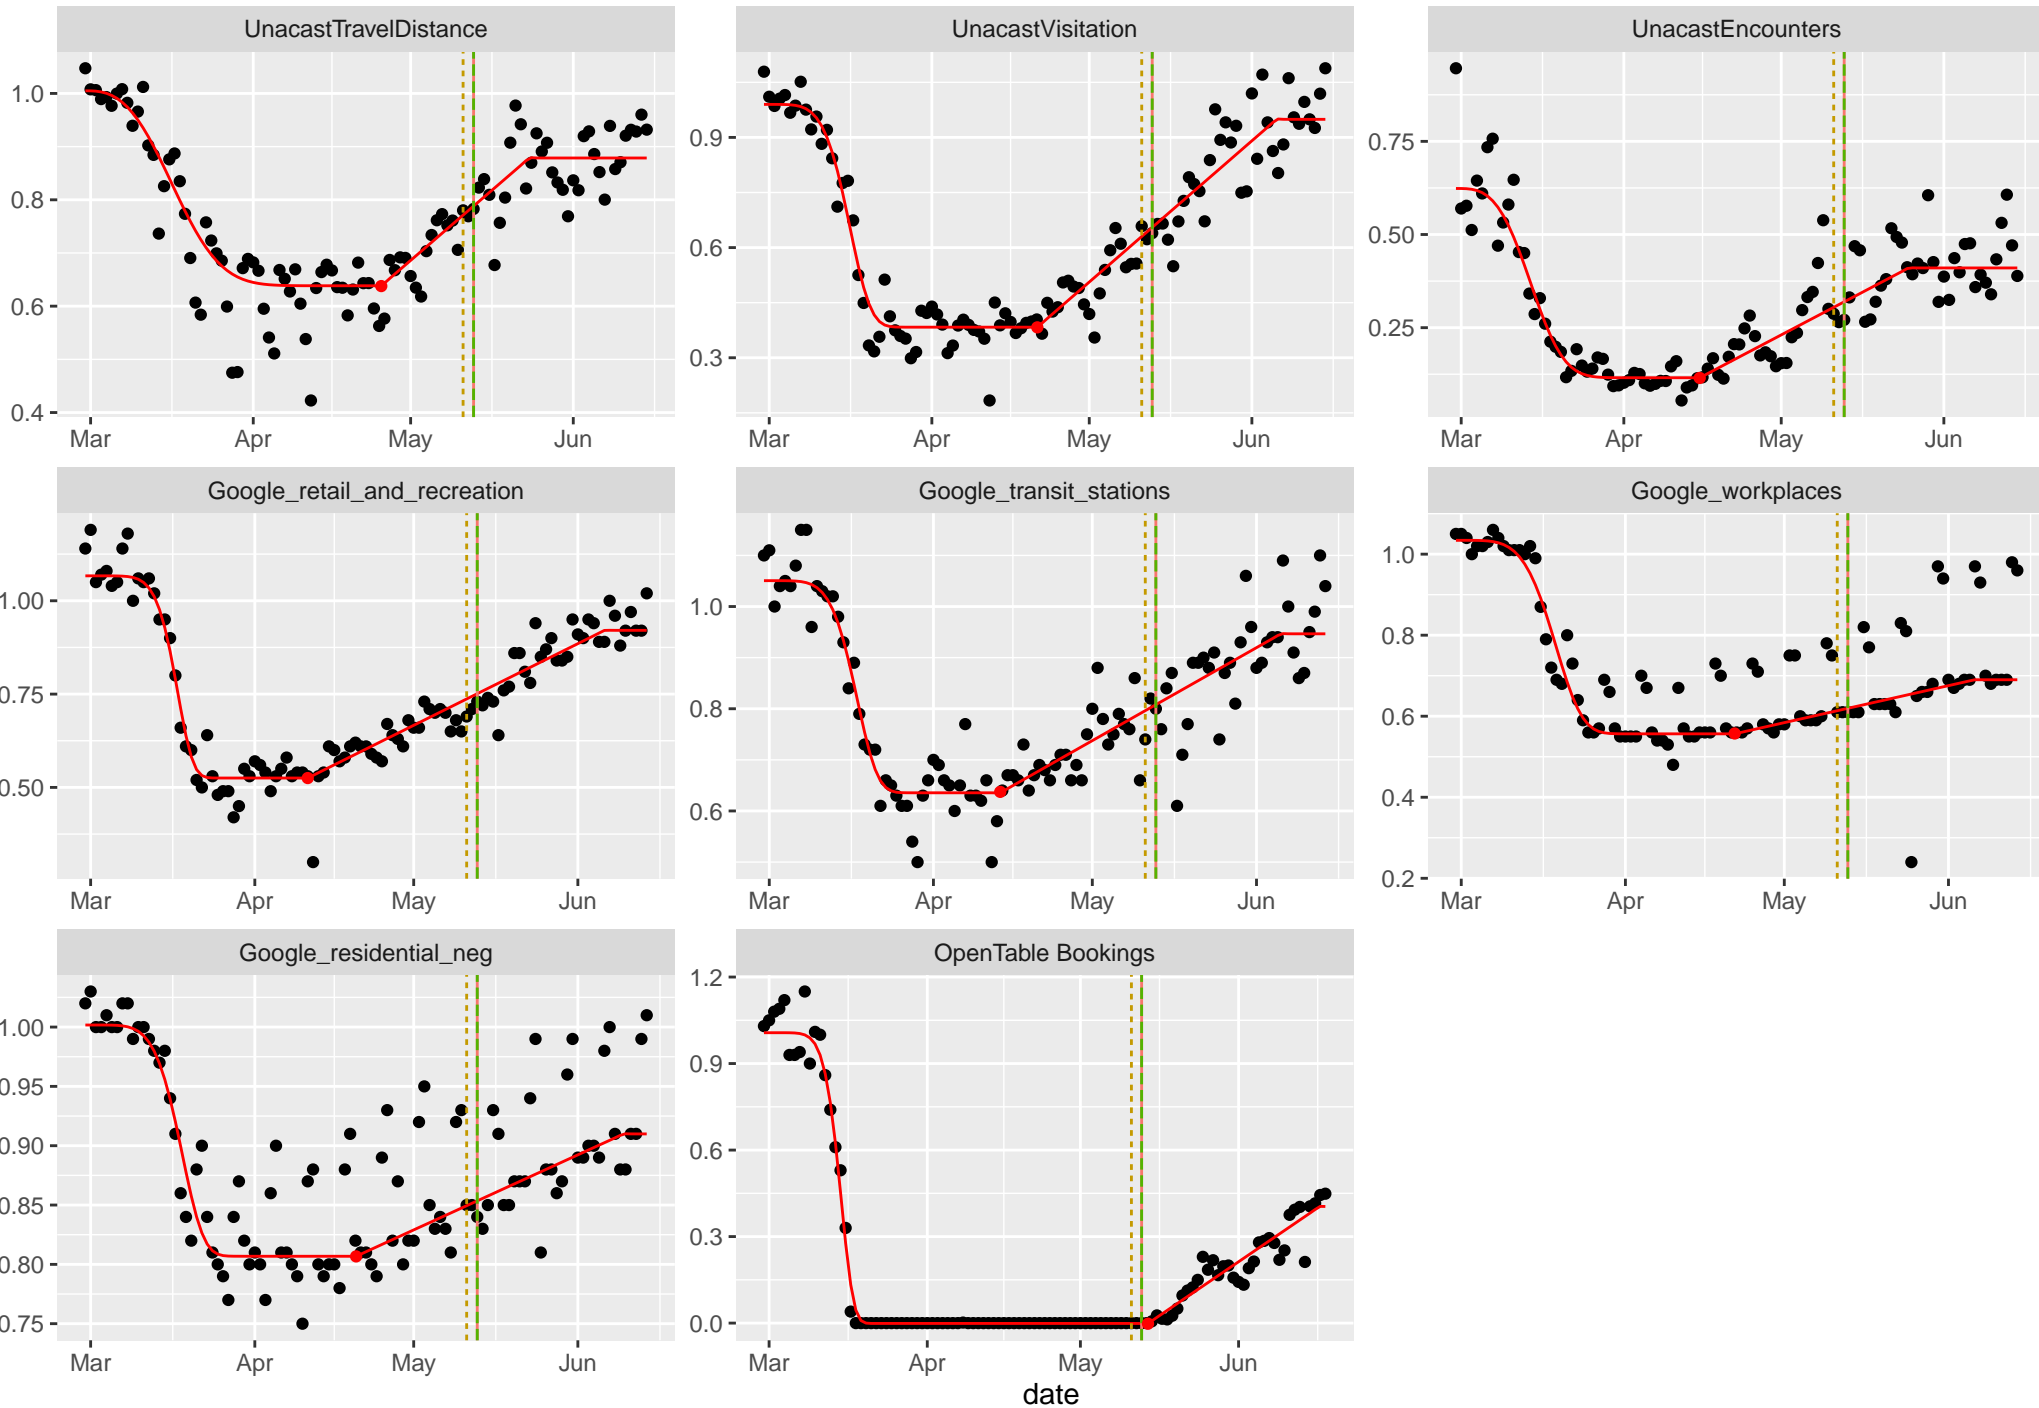 UnacastTravelDistance
UnacastVisitation
UnacastEncounters
1.0
0.8
0.6
0.4
0.9
0.6
0.3
0.75
0.50
0.25
Mar Apr May Jun
Mar Apr May Jun
Mar Apr May Jun
Google_retail_and_recreation
Google_transit_stations
Google_workplaces
1.00
0.75
0.50
1.0
0.8
0.6
1.0
0.8
0.6
0.4
0.2
Mar Apr May Jun
Mar Apr May Jun
Mar Apr May Jun
Google_residential_neg
OpenTable Bookings
1.00
0.95
0.90
0.85
0.80
0.75
1.2
0.9
0.6
0.3
0.0
Mar Apr May Jun
Mar Apr May Jun
date